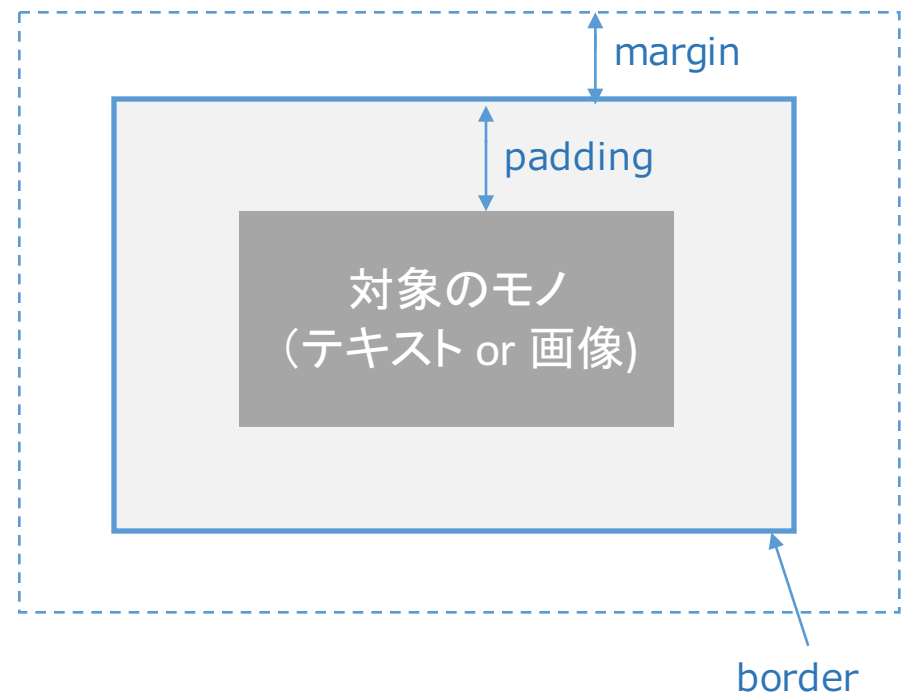 margin
padding
対象のモノ
（テキスト or 画像)
border